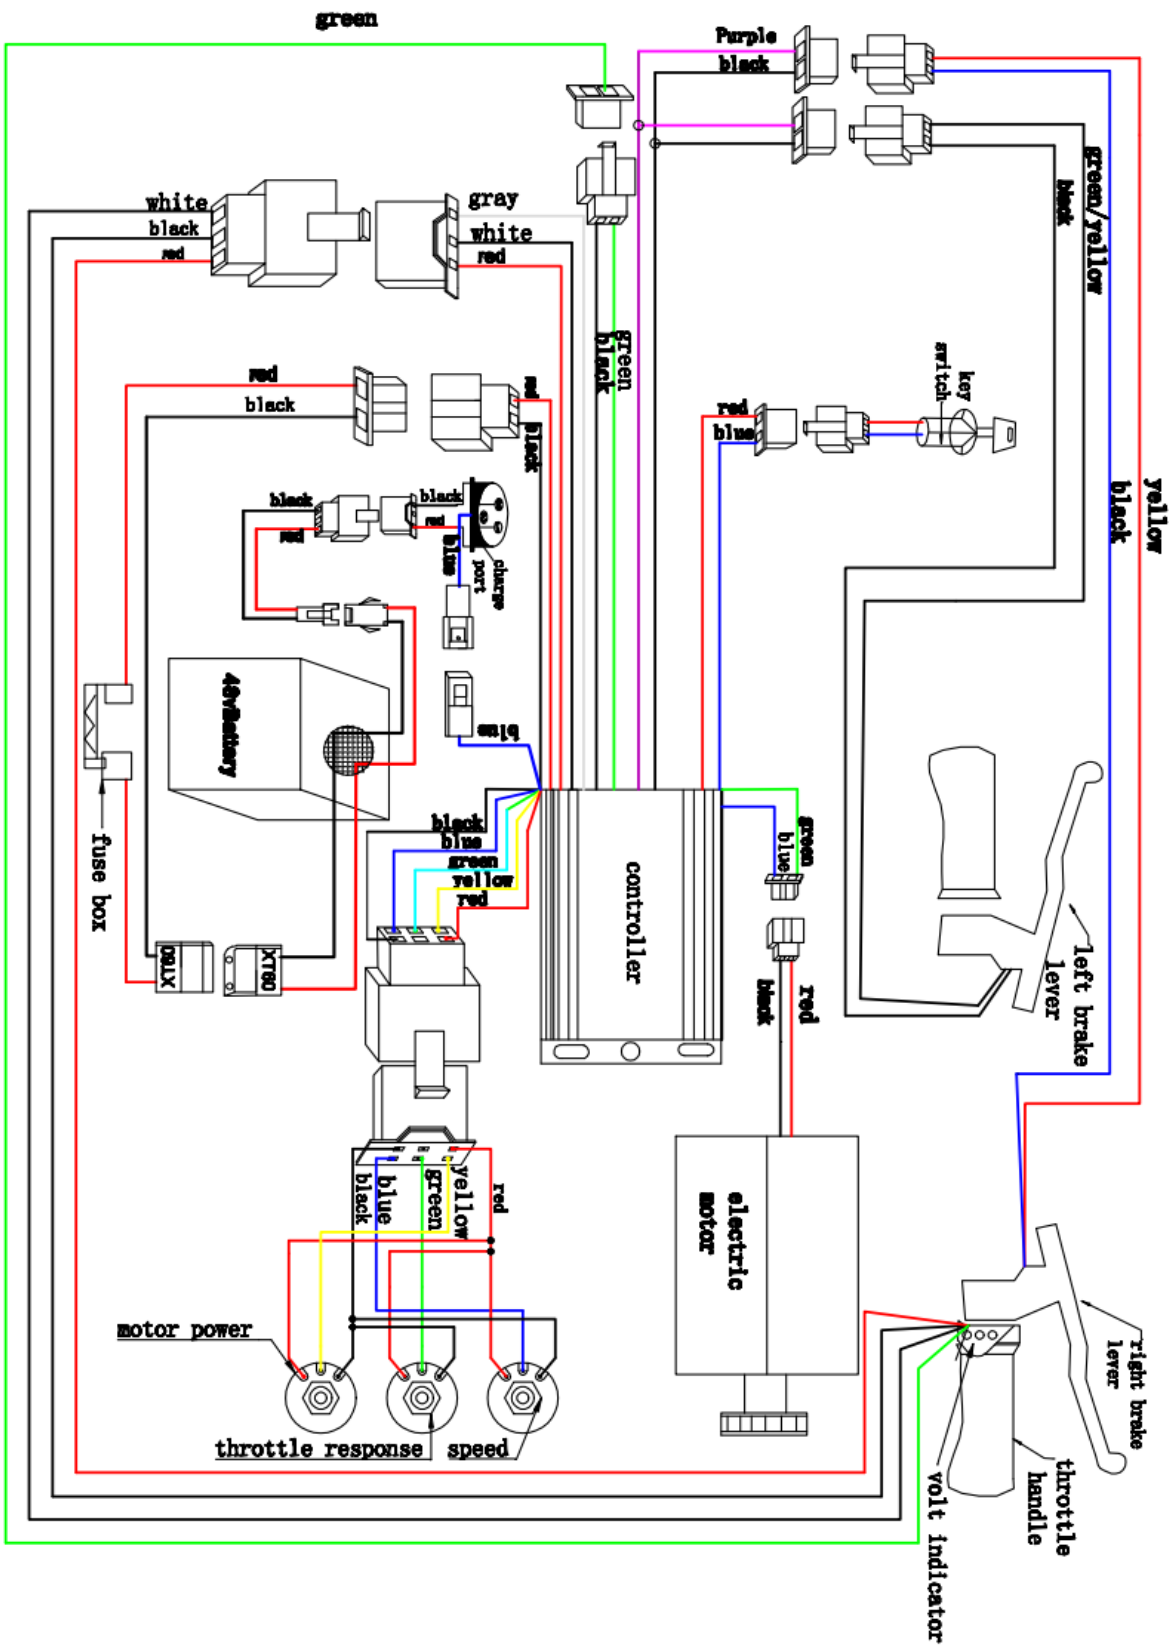 green
Purple
black
green/yellow
black
white
black
red
gray
white
red
green
black
red
black
red
black
red
blue
key
switch
yellow
black
black
red
black
red
blue
charge
port
blue
48vBattery
fuse box
XT60
XT60
black
blue
green
yellow
red
controller
green
blue
red
black
left brake
lever
electric
motor
red
yellow
green
blue
black
motor power
throttle response
speed
right brake
lever
throttle
handle
volt indicator